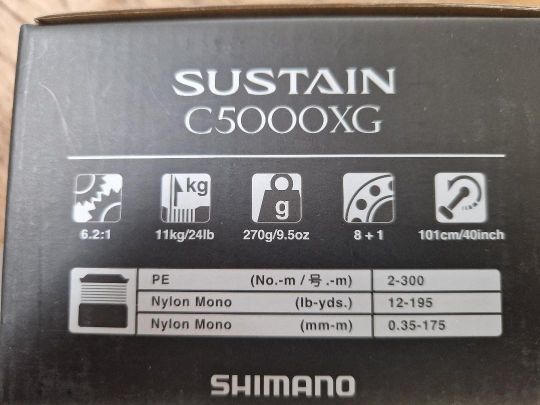 SUSTAIN
C5000XG
kg
g
6.2:1 11kg/24lb 270g/9.5oz 8 + 1 101cm/40inch
PE (No.-m / 号.-m) 2-300
Nylon Mono (lb-yds.) 12-195
Nylon Mono (mm-m) 0.35-175
SHIMANO